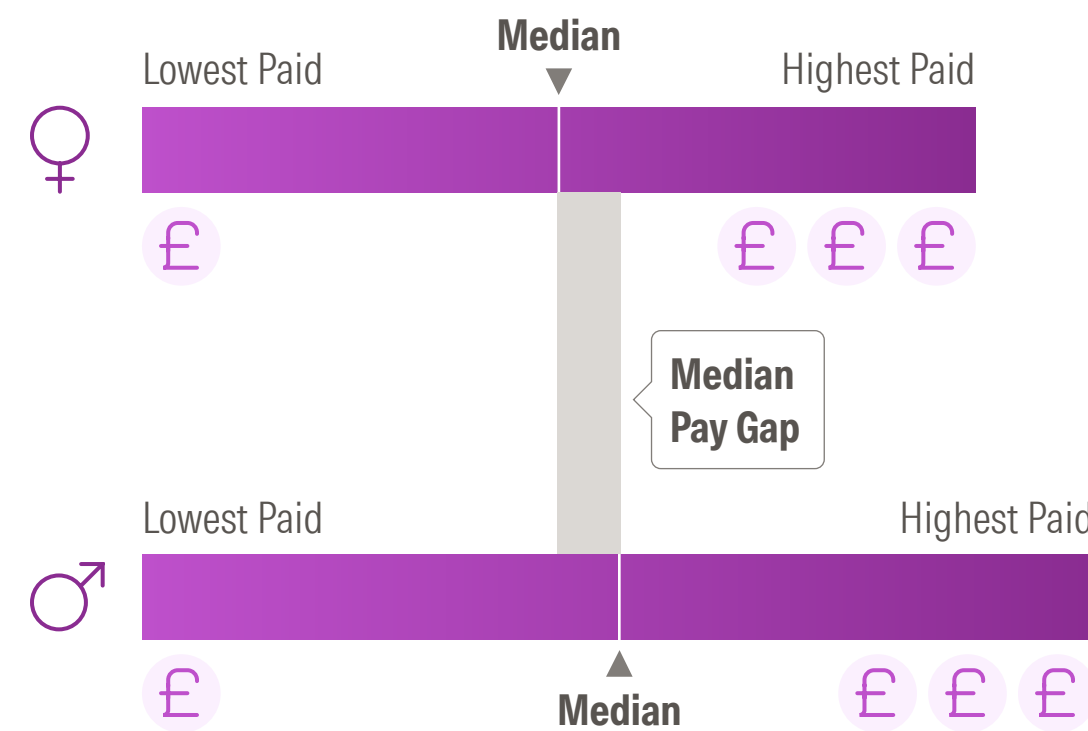 Median
Lowest Paid
Highest Paid
£
£ £ £
Median
Pay Gap
Lowest Paid
Highest Paid
£
£ £ £
Median